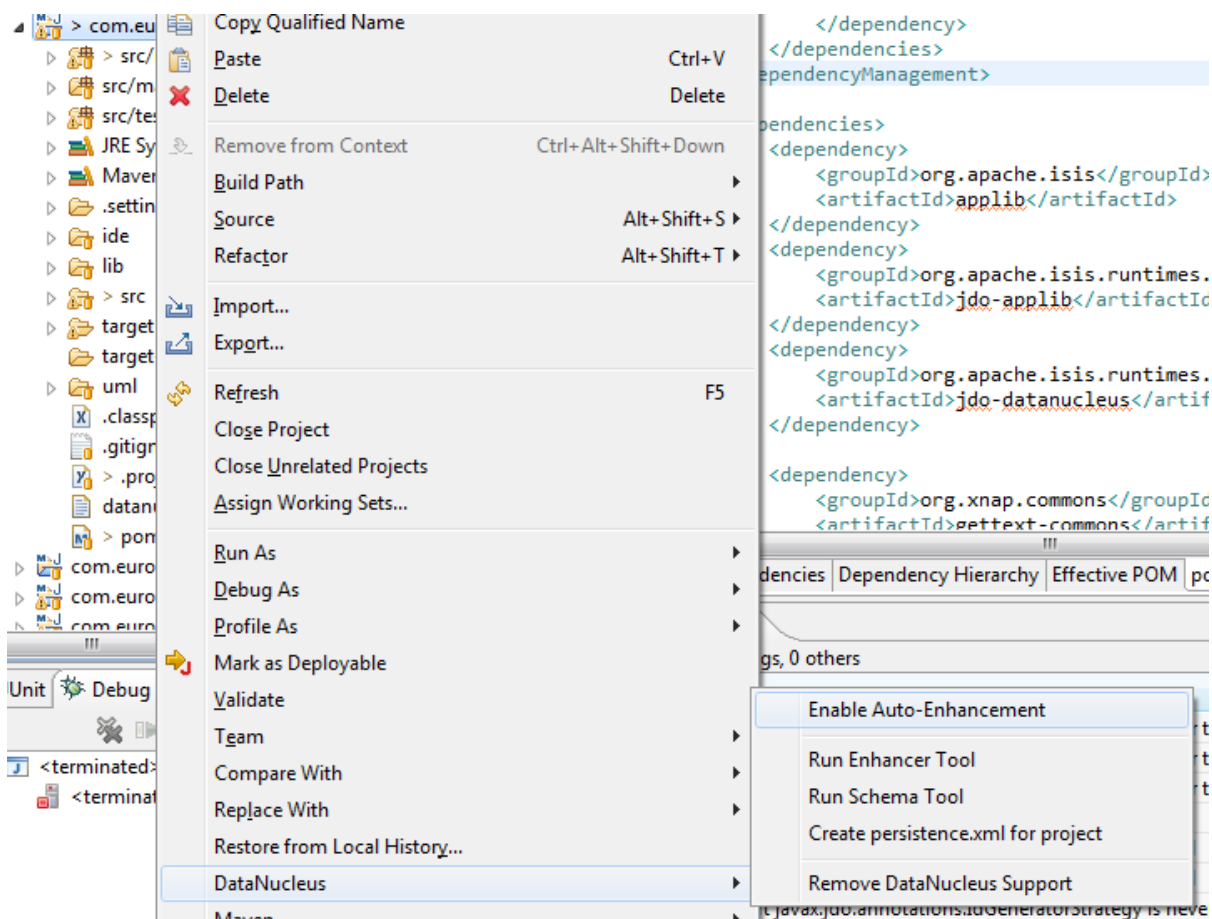 > com.eu
> src/
src/m
src/tes
JRE Sy
Maven
.settin
ide
lib
> src
target
target
uml
.classp
.gitign
> .proj
datanu
> pom
com.euro
com.euro
com.euro
Unit
Debug
<terminated>
<terminat
Copy Qualified Name
Paste Ctrl+V
Delete Delete
Remove from Context Ctrl+Alt+Shift+Down
Build Path
Source Alt+Shift+S
Refactor Alt+Shift+T
Import...
Export...
Refresh F5
Close Project
Close Unrelated Projects
Assign Working Sets...
Run As
Debug As
Profile As
Mark as Deployable
Validate
Team
Compare With
Replace With
Restore from Local History...
DataNucleus
Maven
</dependency>
</dependencies>
ependencyManagement>
pendencies>
<dependency>
<groupId>org.apache.isis</groupId>
<artifactId>applib</artifactId>
</dependency>
<dependency>
<groupId>org.apache.isis.runtimes.
<artifactId>jdo-applib</artifactId
</dependency>
<dependency>
<groupId>org.apache.isis.runtimes.
<artifactId>jdo-datanucleus</artif
</dependency>
<dependency>
<groupId>org.xnap.commons</groupId
<artifactId>gettext-commons</artif
dencies Dependency Hierarchy Effective POM po
gs, 0 others
Enable Auto-Enhancement
Run Enhancer Tool
Run Schema Tool
Create persistence.xml for project
Remove DataNucleus Support
t javax.jdo.annotations.IdGeneratorStrategy is neve